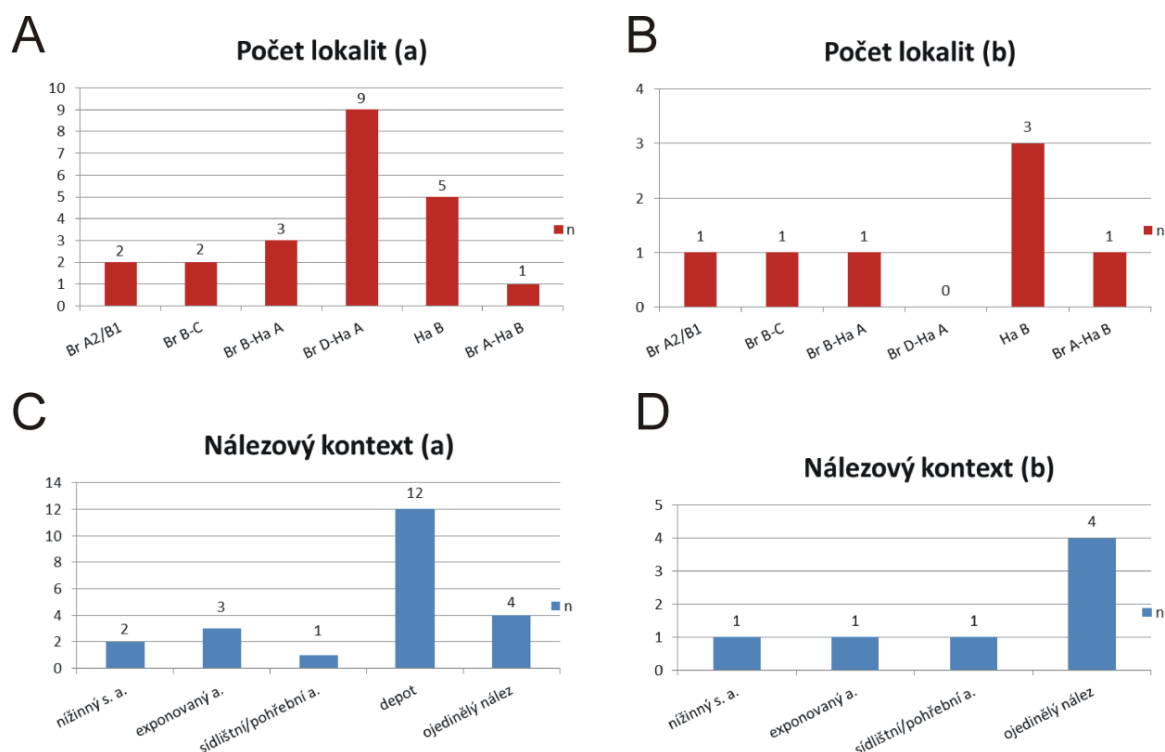 A
Počet lokalit (a)
10
9
8
7
6
5
4
3
2
1
0
2
2
3
9
5
1
n
Br A2/B1
Br B-C
Br B-Ha A
Br D-Ha A
Ha B
Br A-Ha B
B
Počet lokalit (b)
4
3
2
1
0
1
1
1
0
3
1
n
Br A2/B1
Br B-C
Br B-Ha A
Br D-Ha A
Ha B
Br A-Ha B
C
Nálezový kontext (a)
14
12
10
8
6
4
2
0
2
3
1
12
4
n
nížinný s. a.
exponovaný a.
sídlištní/pohřební a.
depot
ojedinělý nález
D
Nálezový kontext (b)
5
4
3
2
1
0
1
1
1
4
n
nížinný s. a.
exponovaný a.
sídlištní/pohřební a.
ojedinělý nález